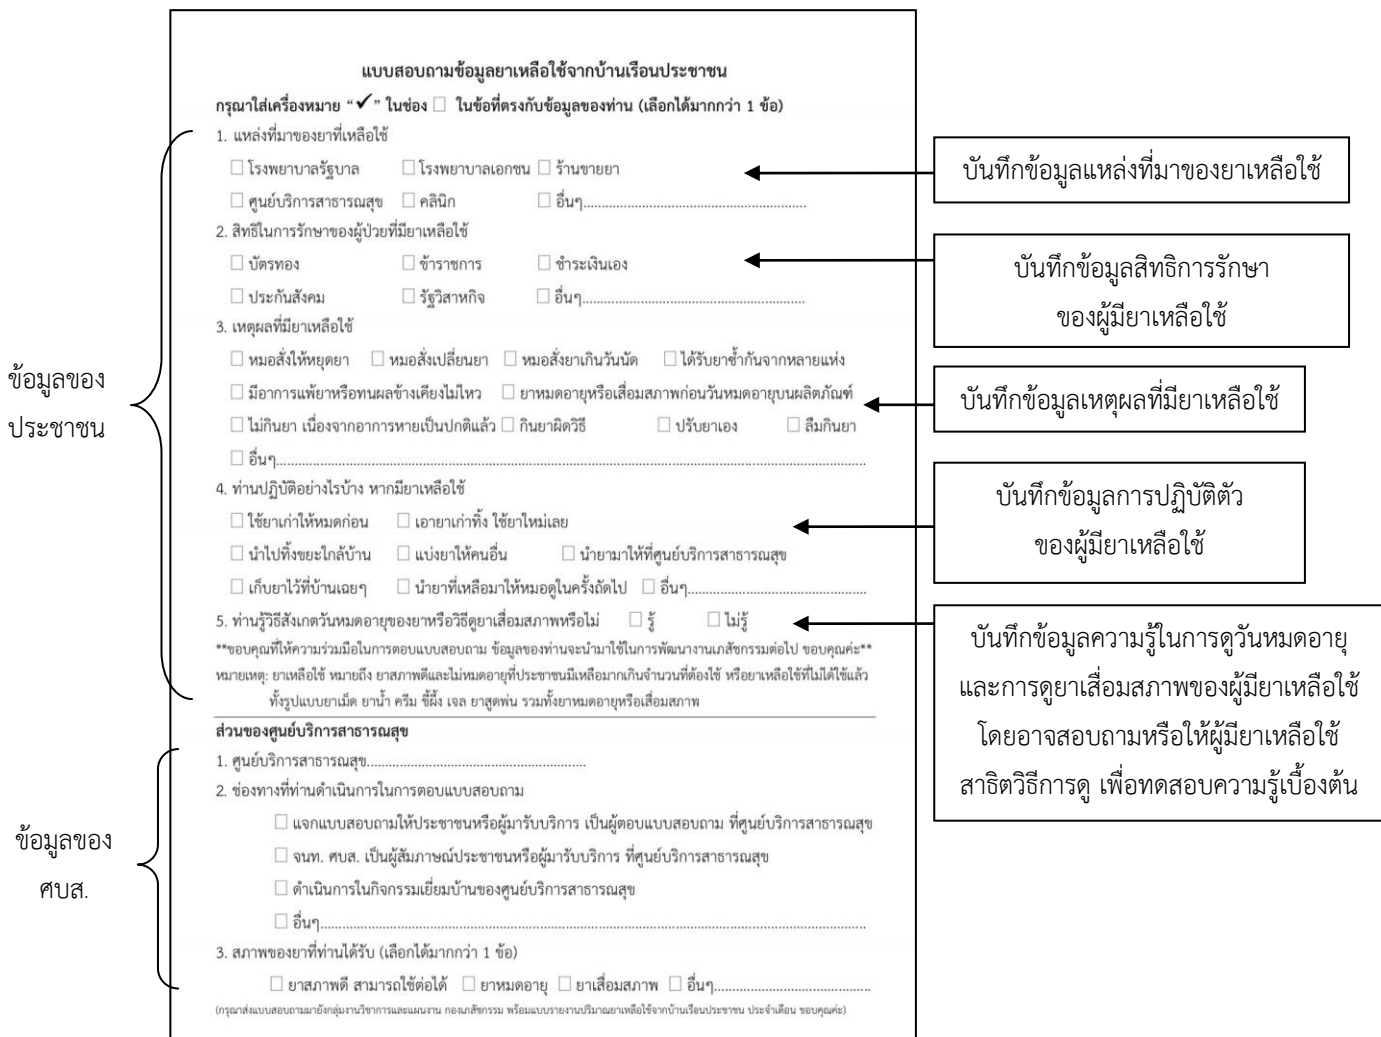 แบบสอบถามข้อมูลยาเหลือใช้จากบ้านเรือนประชาชน
กรุณาใส่เครื่องหมาย “✓” ในช่อง ☐ ในข้อที่ตรงกับข้อมูลของท่าน (เลือกได้มากกว่า 1 ข้อ)
1. แหล่งที่มาของยาที่เหลือใช้
☐ โรงพยาบาลรัฐบาล ☐ โรงพยาบาลเอกชน ☐ ร้านขายยา
☐ ศูนย์บริการสาธารณสุข ☐ คลินิก ☐ อื่นๆ............................................................
2. สิทธิในการรักษาของผู้ป่วยที่มียาเหลือใช้
☐ บัตรทอง ☐ ข้าราชการ ☐ ชำระเงินเอง
☐ ประกันสังคม ☐ รัฐวิสาหกิจ ☐ อื่นๆ............................................................
3. เหตุผลที่มียาเหลือใช้
☐ หมอสั่งให้หยุดยา ☐ หมอสั่งเปลี่ยนยา ☐ หมอสั่งยาเกินวันนัด ☐ ได้รับยาซ้ำกันจากหลายแห่ง
☐ มีอาการแพ้ยาหรือทนผลข้างเคียงไม่ไหว ☐ ยาหมดอายุหรือเสื่อมสภาพก่อนวันหมดอายุบนผลิตภัณฑ์
☐ ไม่กินยา เนื่องจากอาการหายเป็นปกติแล้ว ☐ กินยาผิดวิธี ☐ ปรับยาเอง ☐ ลืมกินยา
☐ อื่นๆ............................................................
4. ท่านปฏิบัติอย่างไรบ้าง หากมียาเหลือใช้
☐ ใช้ยาเก่าให้หมดก่อน ☐ เอายาเก่าทิ้ง ใช้ยาใหม่เลย
☐ นำไปทิ้งขยะใกล้บ้าน ☐ แบ่งยาให้คนอื่น ☐ นำยามาให้ที่ศูนย์บริการสาธารณสุข
☐ เก็บยาไว้ที่บ้านเฉยๆ ☐ นำยาที่เหลือมาให้หมอดูในครั้งถัดไป ☐ อื่นๆ................................................
5. ท่านรู้วิธีสังเกตวันหมดอายุของยาหรือวิธีดูยาเสื่อมสภาพหรือไม่ ☐ รู้ ☐ ไม่รู้
**ขอบคุณที่ให้ความร่วมมือในการตอบแบบสอบถาม ข้อมูลของท่านจะนำมาใช้ในการพัฒนางานเภสัชกรรมต่อไป ขอบคุณค่ะ**
หมายเหตุ: ยาเหลือใช้ หมายถึง ยาสภาพดีและไม่หมดอายุที่ประชาชนมีเหลือมากเกินจำนวนที่ต้องใช้ หรือยาเหลือใช้ที่ไม่ได้ใช้แล้ว
ทั้งรูปแบบยาเม็ด ยาน้ำ ครีม ขี้ผึ้ง เจล ยาสูดพ่น รวมทั้งยาหมดอายุหรือเสื่อมสภาพ
ส่วนของศูนย์บริการสาธารณสุข
1. ศูนย์บริการสาธารณสุข............................................................
2. ช่องทางที่ท่านดำเนินการในการตอบแบบสอบถาม
☐ แจกแบบสอบถามให้ประชาชนหรือผู้มารับบริการ เป็นผู้ตอบแบบสอบถาม ที่ศูนย์บริการสาธารณสุข
☐ จนท. ศบส. เป็นผู้สัมภาษณ์ประชาชนหรือผู้มารับบริการ ที่ศูนย์บริการสาธารณสุข
☐ ดำเนินการในกิจกรรมเยี่ยมบ้านของศูนย์บริการสาธารณสุข
☐ อื่นๆ............................................................
3. สภาพของยาที่ท่านได้รับ (เลือกได้มากกว่า 1 ข้อ)
☐ ยาสภาพดี สามารถใช้ต่อได้ ☐ ยาหมดอายุ ☐ ยาเสื่อมสภาพ ☐ อื่นๆ........................................
(กรุณาส่งแบบสอบถามมายังกลุ่มงานวิชาการและแผนงาน กองเภสัชกรรม พร้อมแบบรายงานปริมาณยาเหลือใช้จากบ้านเรือนประชาชน ประจำเดือน ขอบคุณค่ะ)
ข้อมูลของ
ประชาชน
ข้อมูลของ
ศบส.
บันทึกข้อมูลแหล่งที่มาของยาเหลือใช้
บันทึกข้อมูลสิทธิการรักษา
ของผู้มียาเหลือใช้
บันทึกข้อมูลเหตุผลที่มียาเหลือใช้
บันทึกข้อมูลการปฏิบัติตัว
ของผู้มียาเหลือใช้
บันทึกข้อมูลความรู้ในการดูวันหมดอายุ
และการดูยาเสื่อมสภาพของผู้มียาเหลือใช้
โดยอาจสอบถามหรือให้ผู้มียาเหลือใช้
สาธิตวิธีการดู เพื่อทดสอบความรู้เบื้องต้น